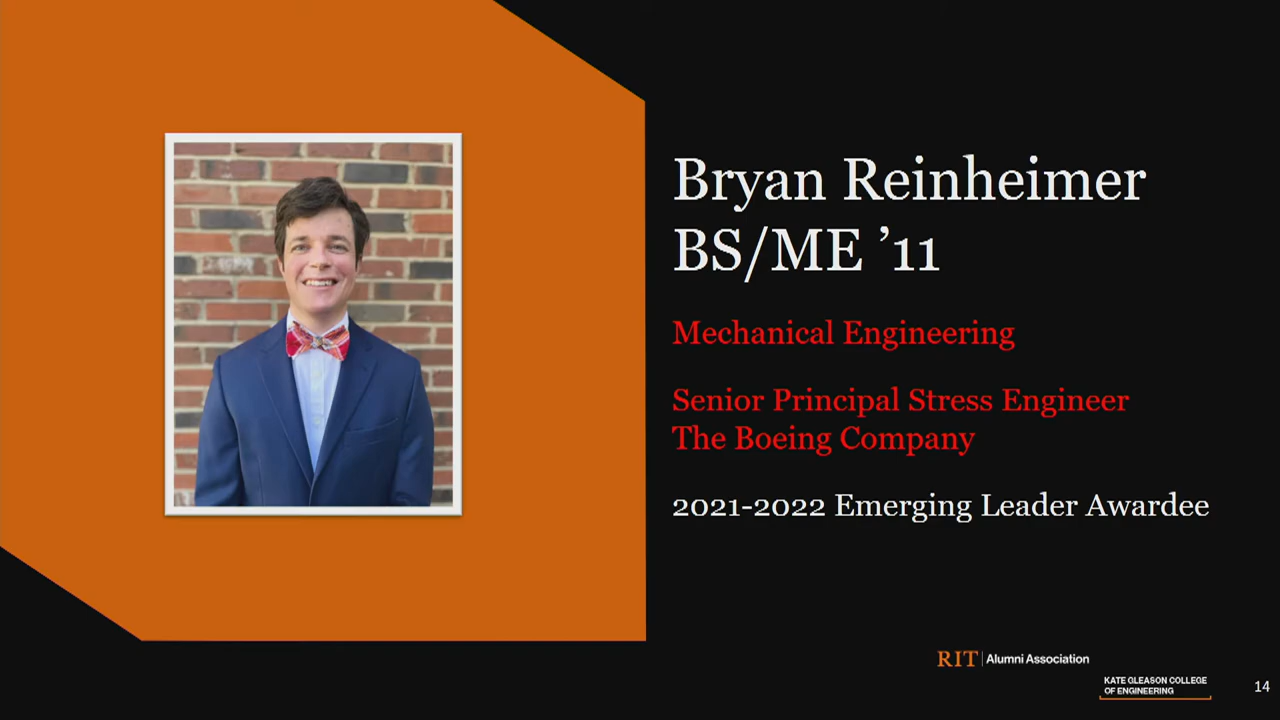 Bryan Reinheimer
BS/ME ’11
Mechanical Engineering
Senior Principal Stress Engineer
The Boeing Company
2021-2022 Emerging Leader Awardee
RIT | Alumni Association
KATE GLEASON COLLEGE
OF ENGINEERING
14